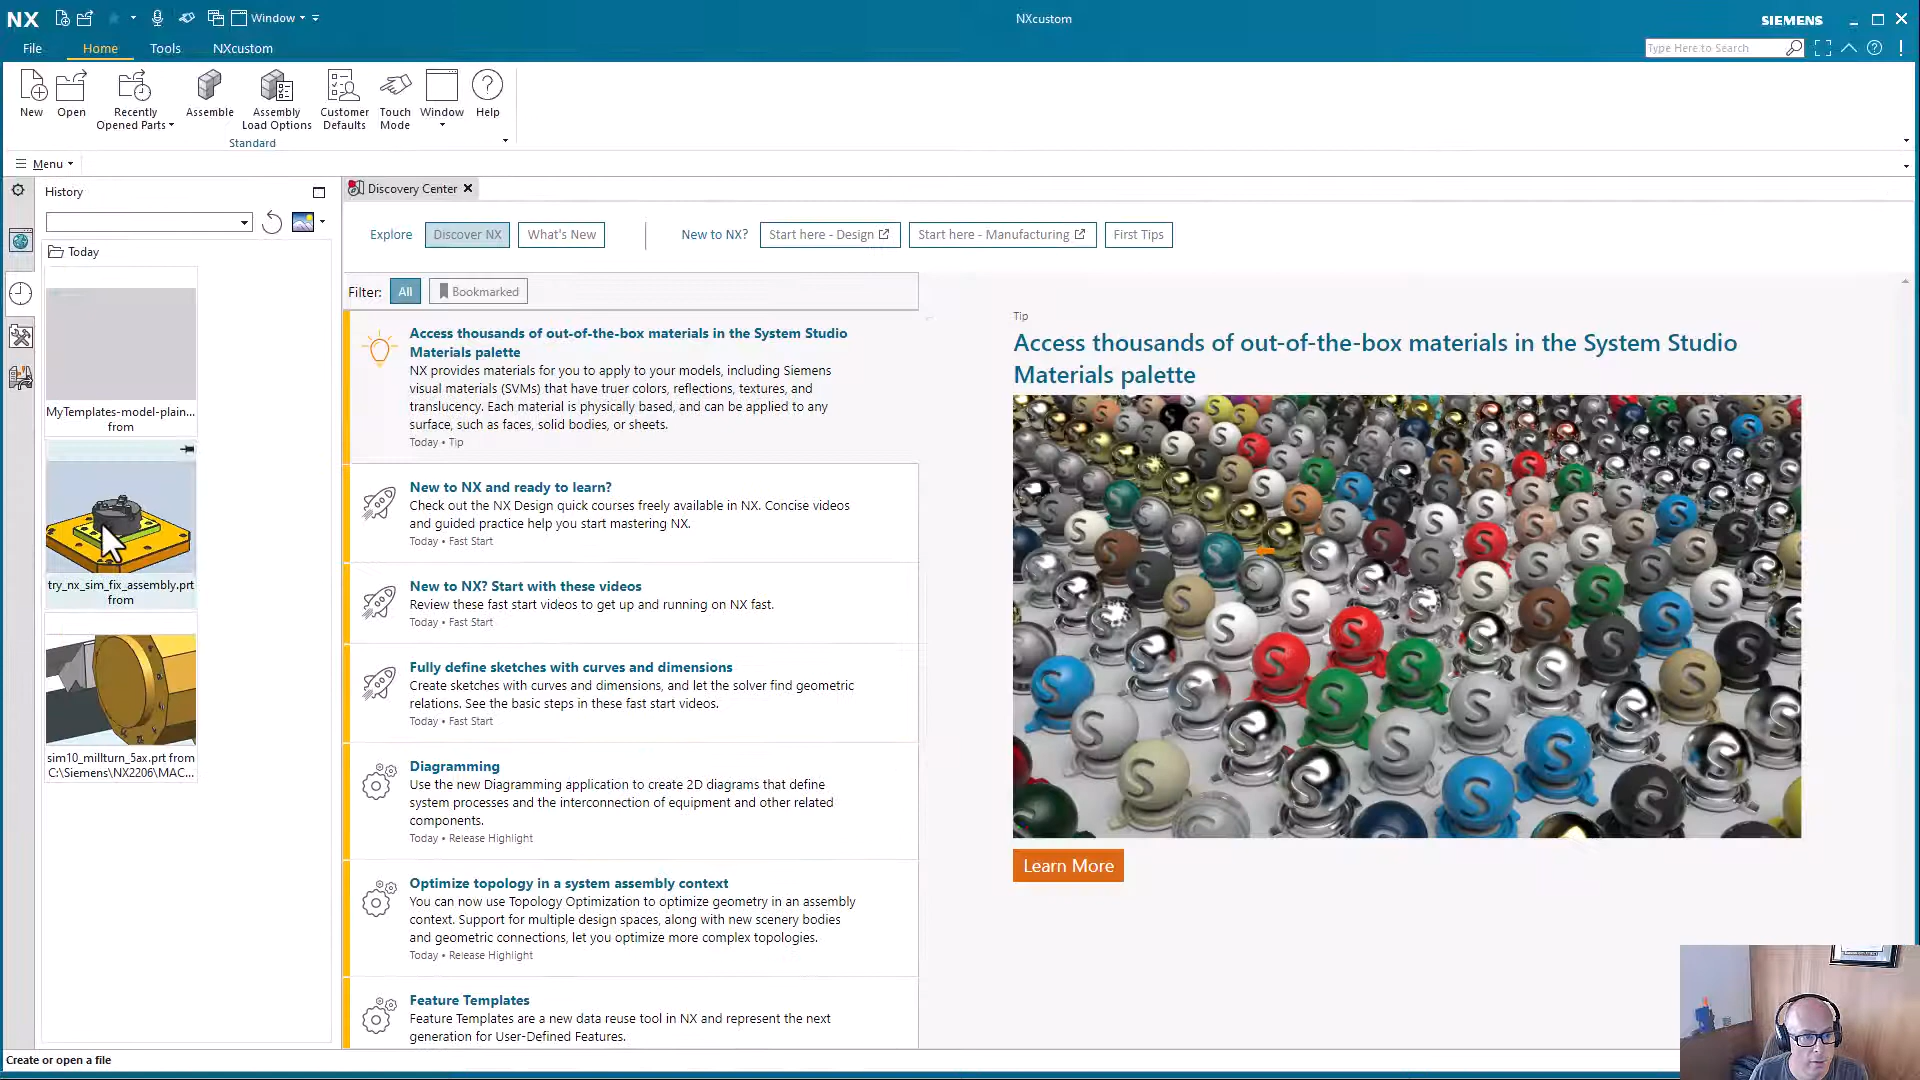 NX
Window
NXcustom
SIEMENS
File
Home
Tools
NXcustom
Type Here to Search
New
Open
Recently
Opened Parts
Assemble
Assembly
Load Options
Customer
Defaults
Touch
Mode
Window
Help
Standard
Menu
History
Today
MyTemplates-model-plain...
from
try_nx_sim_fix_assembly.prt
from
sim10_millturn_5ax.prt from
C:\Siemens\NX2206\MAC...
Discovery Center
Explore
Discover NX
What's New
New to NX?
Start here - Design
Start here - Manufacturing
First Tips
Filter:
All
Bookmarked
Access thousands of out-of-the-box materials in the System Studio
Materials palette
NX provides materials for you to apply to your models, including Siemens
visual materials (SVMs) that have truer colors, reflections, textures, and
translucency. Each material is physically based, and can be applied to any
surface, such as faces, solid bodies, or sheets.
Today • Tip
New to NX and ready to learn?
Check out the NX Design quick courses freely available in NX. Concise videos
and guided practice help you start mastering NX.
Today • Fast Start
New to NX? Start with these videos
Review these fast start videos to get up and running on NX fast.
Today • Fast Start
Fully define sketches with curves and dimensions
Create sketches with curves and dimensions, and let the solver find geometric
relations. See the basic steps in these fast start videos.
Today • Fast Start
Diagramming
Use the new Diagramming application to create 2D diagrams that define
system processes and the interconnection of equipment and other related
components.
Today • Release Highlight
Optimize topology in a system assembly context
You can now use Topology Optimization to optimize geometry in an assembly
context. Support for multiple design spaces, along with new scenery bodies
and geometric connections, let you optimize more complex topologies.
Today • Release Highlight
Feature Templates
Feature Templates are a new data reuse tool in NX and represent the next
generation for User-Defined Features.
Tip
Access thousands of out-of-the-box materials in the System Studio
Materials palette
Learn More
Create or open a file